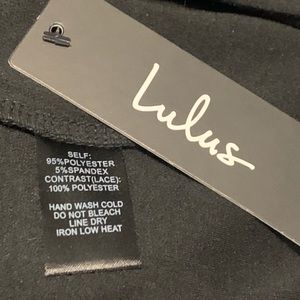 Lulus
SELF:
95%POLYESTER
5%SPANDEX
CONTRAST(LACE):
100% POLYESTER
HAND WASH COLD
DO NOT BLEACH
LINE DRY
IRON LOW HEAT